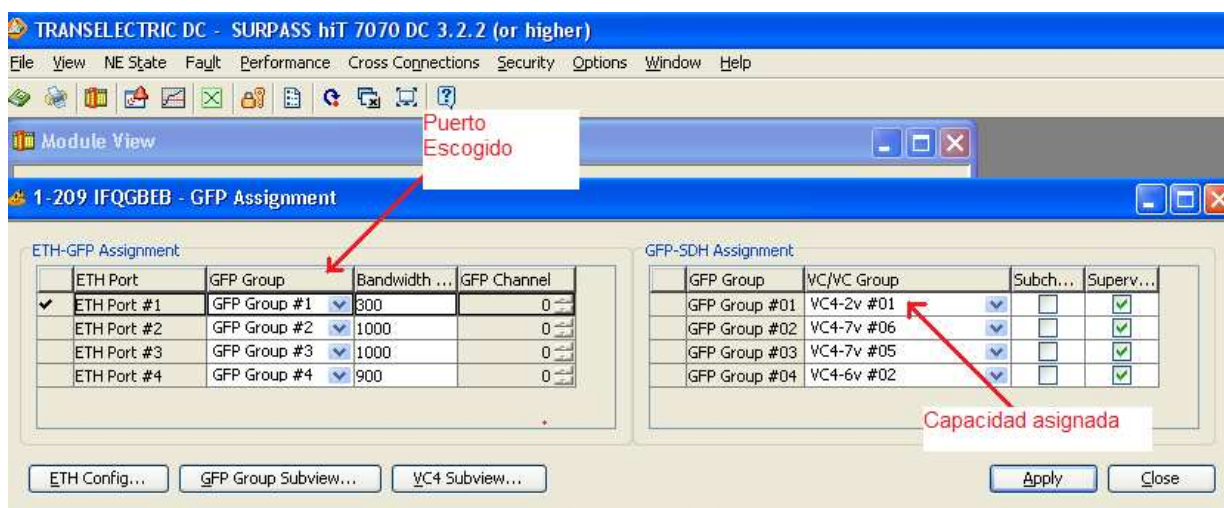 TRANSELECTRIC DC - SURPASS hiT 7070 DC 3.2.2 (or higher)
File View NE State Fault Performance Cross Connections Security Options Window Help
Puerto
Escogido
Module View
1-209 IFQGBEB - GFP Assignment
ETH-GFP Assignment
ETH Port GFP Group Bandwidth ... GFP Channel
ETH Port #1 GFP Group #1 300 0
ETH Port #2 GFP Group #2 1000 0
ETH Port #3 GFP Group #3 1000 0
ETH Port #4 GFP Group #4 900 0
GFP-SDH Assignment
GFP Group VC/VC Group Subch... Superv...
GFP Group #01 VC4-2v #01
GFP Group #02 VC4-7v #06
GFP Group #03 VC4-7v #05
GFP Group #04 VC4-6v #02
Capacidad asignada
ETH Config... GFP Group Subview... VC4 Subview... Apply Close